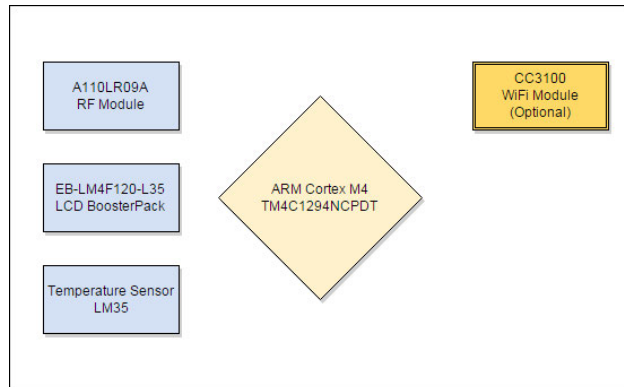 A110LR09A
RF Module
CC3100
WiFi Module
(Optional)
EB-LM4F120-L35
LCD BoosterPack
ARM Cortex M4
TM4C1294NCPDT
Temperature Sensor
LM35